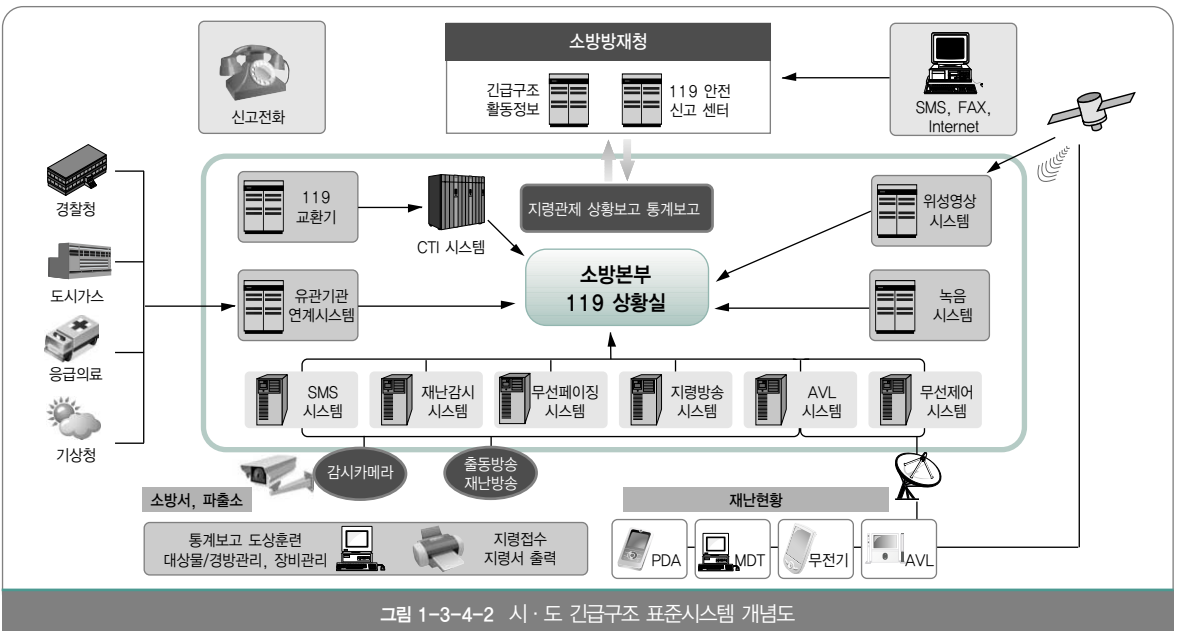 신고전화
소방방재청
긴급구조
활동정보
119 안전
신고 센터
SMS, FAX,
Internet
경찰청
도시가스
응급의료
기상청
119
교환기
CTI 시스템
지령관제 상황보고 통계보고
위성영상
시스템
유관기관
연계시스템
소방본부
119 상황실
녹음
시스템
SMS
시스템
재난감시
시스템
무선페이징
시스템
지령방송
시스템
AVL
시스템
무선제어
시스템
감시카메라
출동방송
재난방송
소방서, 파출소
재난현황
통계보고 도상훈련
대상물/경방관리, 장비관리
지령접수
지령서 출력
PDA
MDT
무전기
AVL
그림 1-3-4-2 시·도 긴급구조 표준시스템 개념도